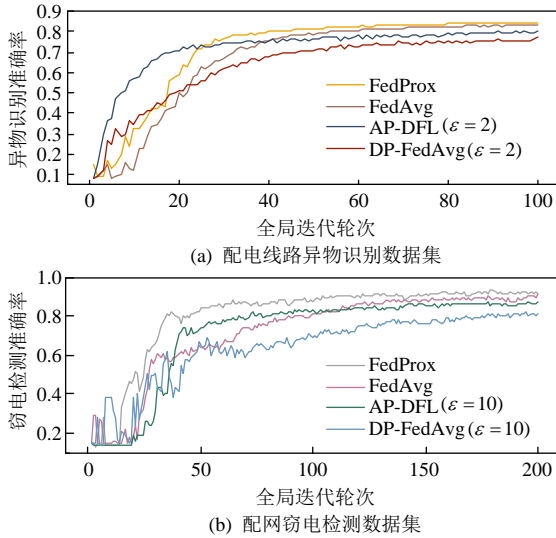 0.9
0.8
0.7
0.6
0.5
0.4
0.3
0.2
0.1
异物识别准确率
FedProx
FedAvg
AP-DFL(ε = 2)
DP-FedAvg(ε = 2)
0 20 40 60 80 100
全局迭代轮次
(a) 配电线路异物识别数据集
1.0
0.8
0.6
0.4
0.2
窃电检测准确率
FedProx
FedAvg
AP-DFL (ε = 10)
DP-FedAvg(ε = 10)
0 50 100 150 200
全局迭代轮次
(b) 配网窃电检测数据集